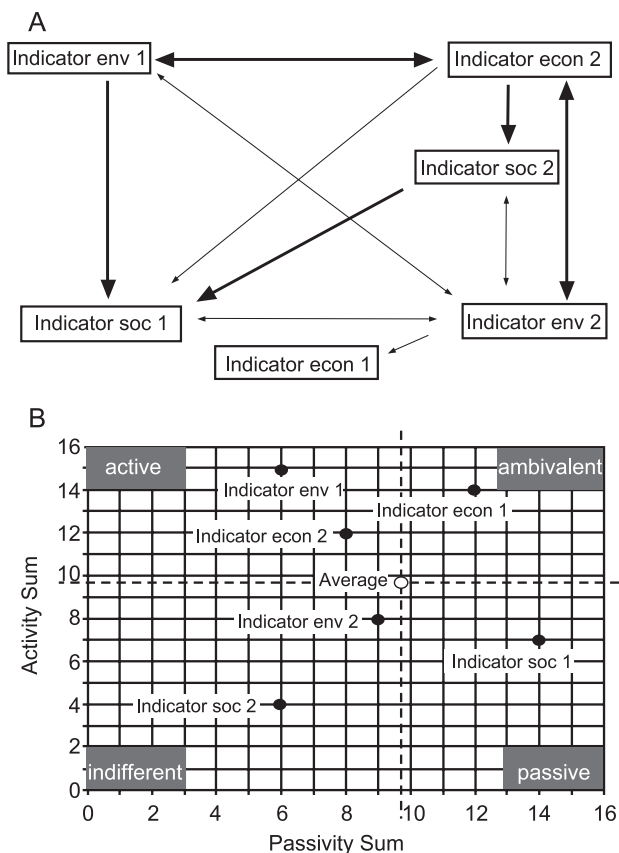 A
Indicator env 1
Indicator econ 2
Indicator soc 2
Indicator soc 1
Indicator env 2
Indicator econ 1
B
16
active
ambivalent
14
Indicator env 1
Indicator econ 1
12
Indicator econ 2
10
Average
8
Indicator env 2
Activity Sum
6
Indicator soc 1
4
Indicator soc 2
2
indifferent
passive
0
0 2 4 6 8 10 12 14 16
Passivity Sum